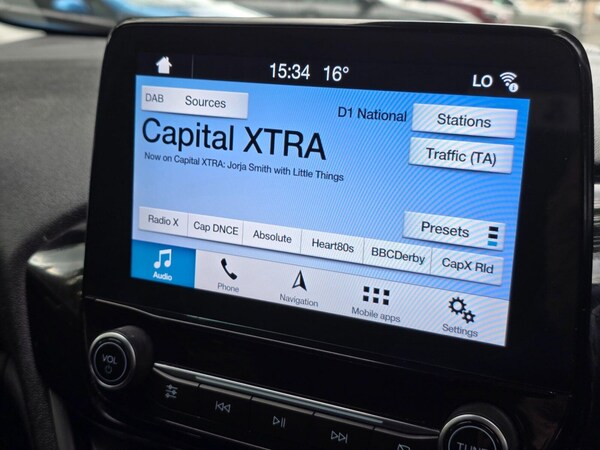 15:34 16°
LO
DAB Sources
D1 National
Stations
Capital XTRA
Traffic (TA)
Now on Capital XTRA: Jorja Smith with Little Things
Presets
Radio X
Cap DNCE
Absolute
Heart80s
BBCDerby
CapX Rld
Audio
Phone
Navigation
Mobile apps
Settings
VOL
TUNE